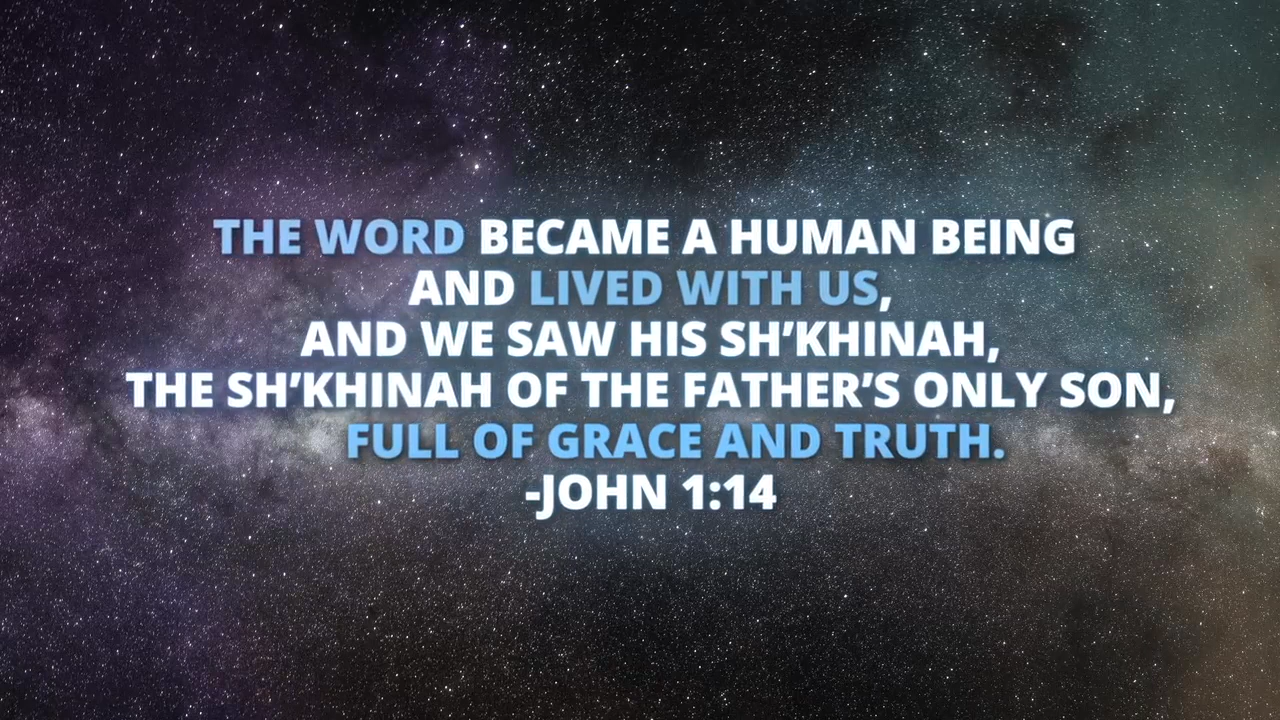 THE WORD BECAME A HUMAN BEING
AND LIVED WITH US,
AND WE SAW HIS SH’KHINAH,
THE SH’KHINAH OF THE FATHER’S ONLY SON,
FULL OF GRACE AND TRUTH.
-JOHN 1:14